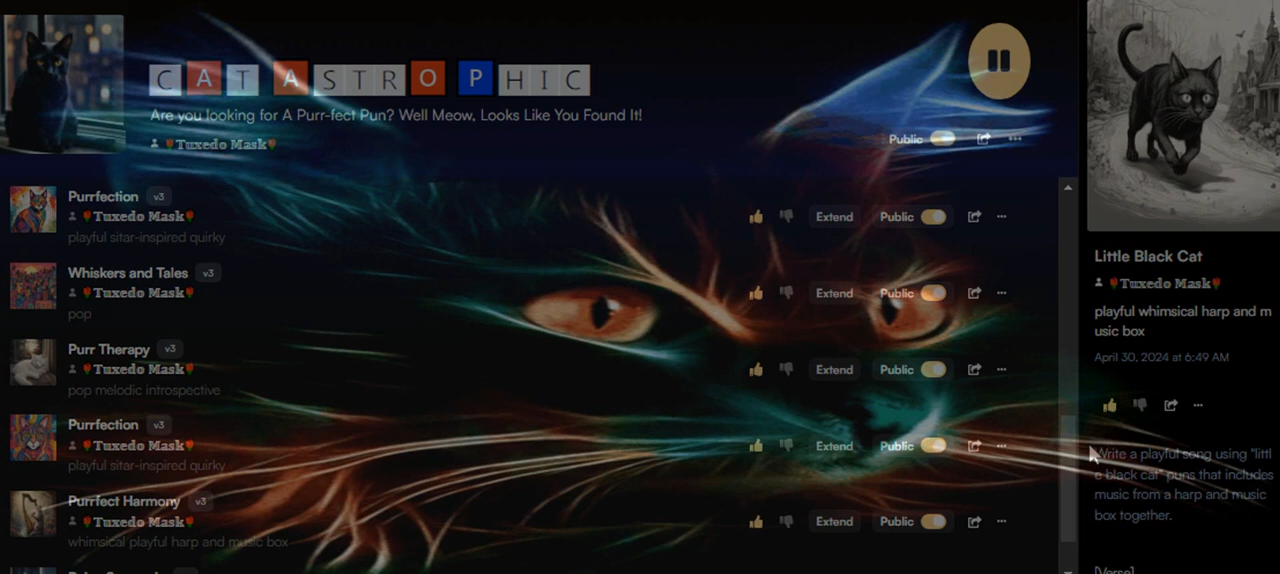 CAT ASTROPHIC
Are you looking for A Purr-fect Pun? Well Meow, Looks Like You Found It!
🌹Tuxedo Mask🌹
Public
Purrfection v3
🌹Tuxedo Mask🌹
playful sitar-inspired quirky
Extend Public
Whiskers and Tales v3
🌹Tuxedo Mask🌹
pop
Extend Public
Purr Therapy v3
🌹Tuxedo Mask🌹
pop melodic introspective
Extend Public
Purrfection v3
🌹Tuxedo Mask🌹
playful sitar-inspired quirky
Extend Public
Purrfect Harmony v3
🌹Tuxedo Mask🌹
whimsical playful harp and music box
Extend Public
Little Black Cat
🌹Tuxedo Mask🌹
playful whimsical harp and m
usic box
April 30, 2024 at 6:49 AM
Write a playful song using "littl
e black cat" puns that includes
music from a harp and music
box together.
[Verse]